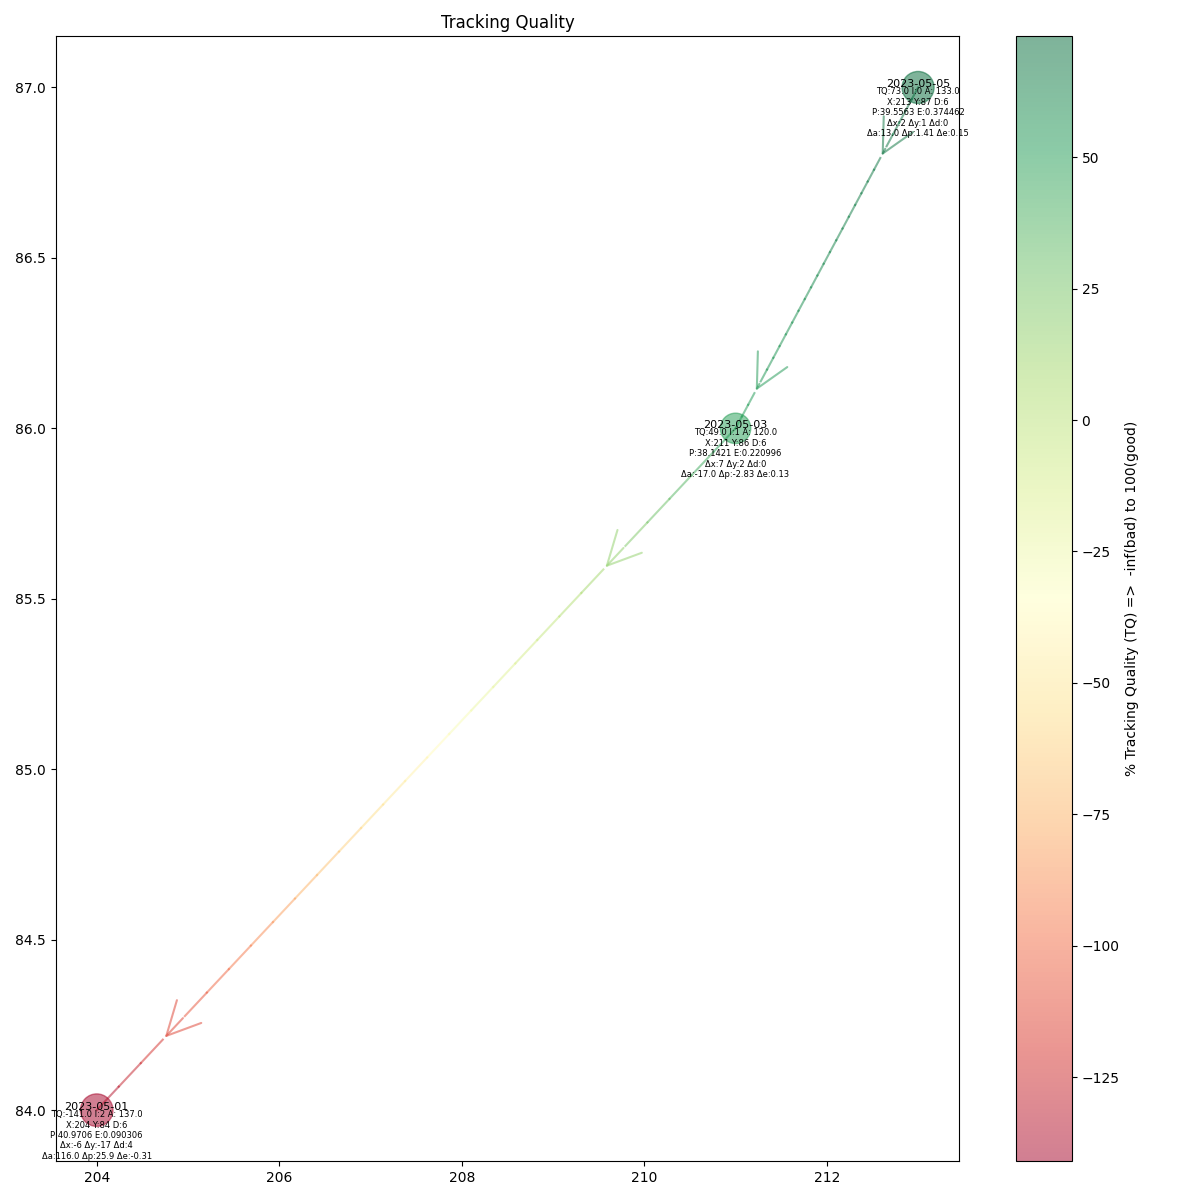 Tracking Quality
87.0
86.5
86.0
85.5
85.0
84.5
84.0
204
206
208
210
212
2023-05-05
TQ:73.0 I:0 A: 133.0
X:213 Y:87 D:6
P:39.5563 E:0.374462
Δx:2 Δy:1 Δd:0
Δa:13.0 Δp:1.41 Δe:0.15
2023-05-03
TQ:49.0 I:1 A: 120.0
X:211 Y:86 D:6
P:38.1421 E:0.220996
Δx:7 Δy:2 Δd:0
Δa:-17.0 Δp:-2.83 Δe:0.13
2023-05-01
TQ:-141.0 I:2 A: 137.0
X:204 Y:84 D:6
P:40.9706 E:0.090306
Δx:-6 Δy:-17 Δd:4
Δa:116.0 Δp:25.9 Δe:-0.31
50
25
0
−25
−50
−75
−100
−125
% Tracking Quality (TQ) => -inf(bad) to 100(good)